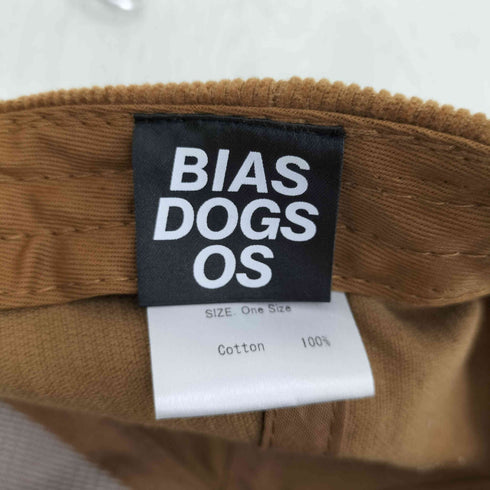 BIAS
DOGS
OS
SIZE. One Size
Cotton 100%